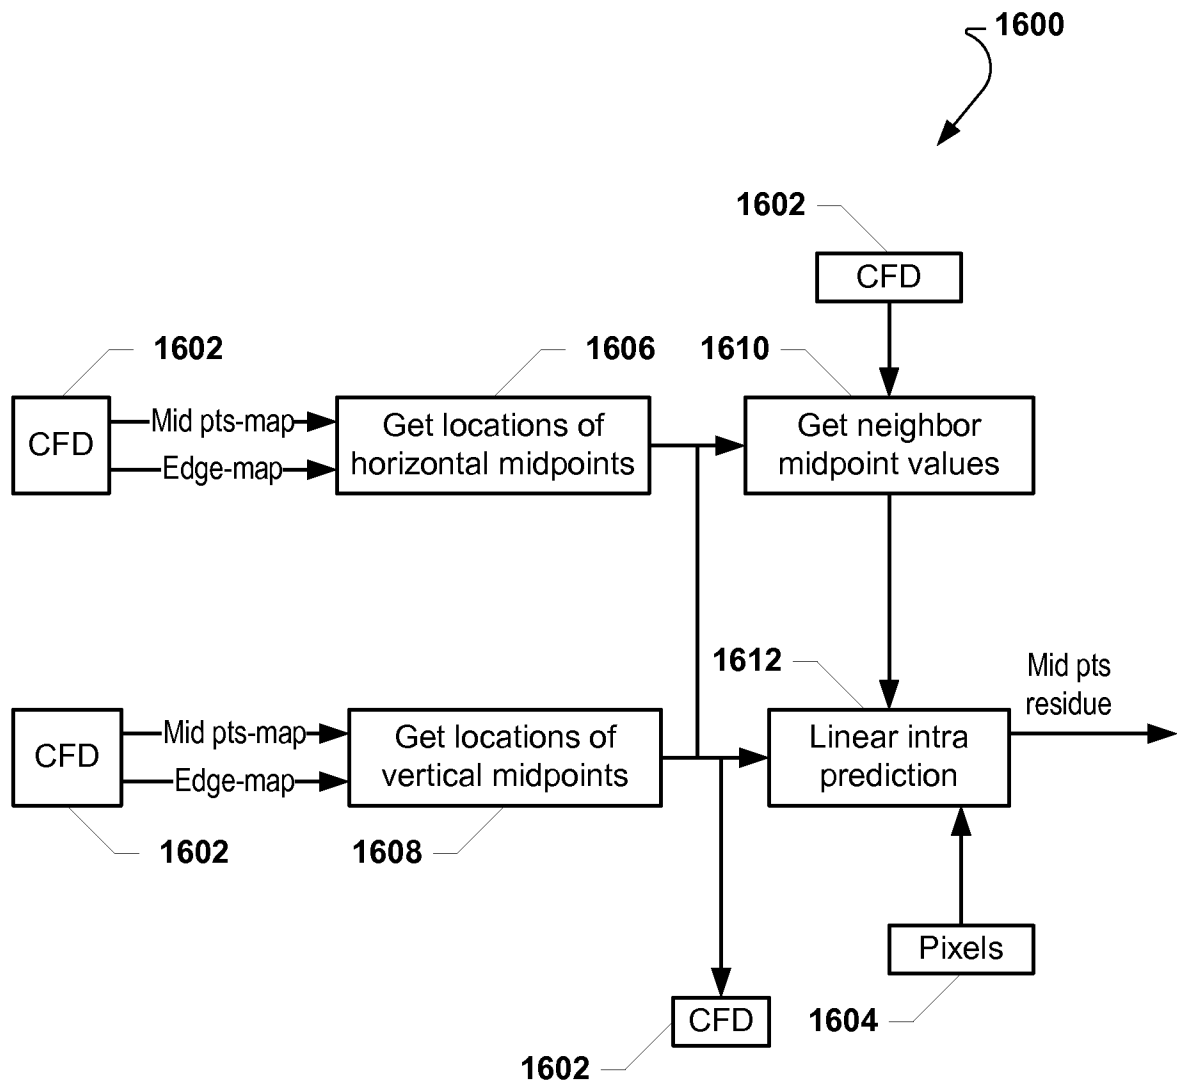 1600
1602
CFD
1602
1606
1610
CFD
Mid pts-map
Edge-map
Get locations of
horizontal midpoints
Get neighbor
midpoint values
1612
Mid pts
residue
CFD
Mid pts-map
Edge-map
Get locations of
vertical midpoints
Linear intra
prediction
1602
1608
Pixels
1604
CFD
1602